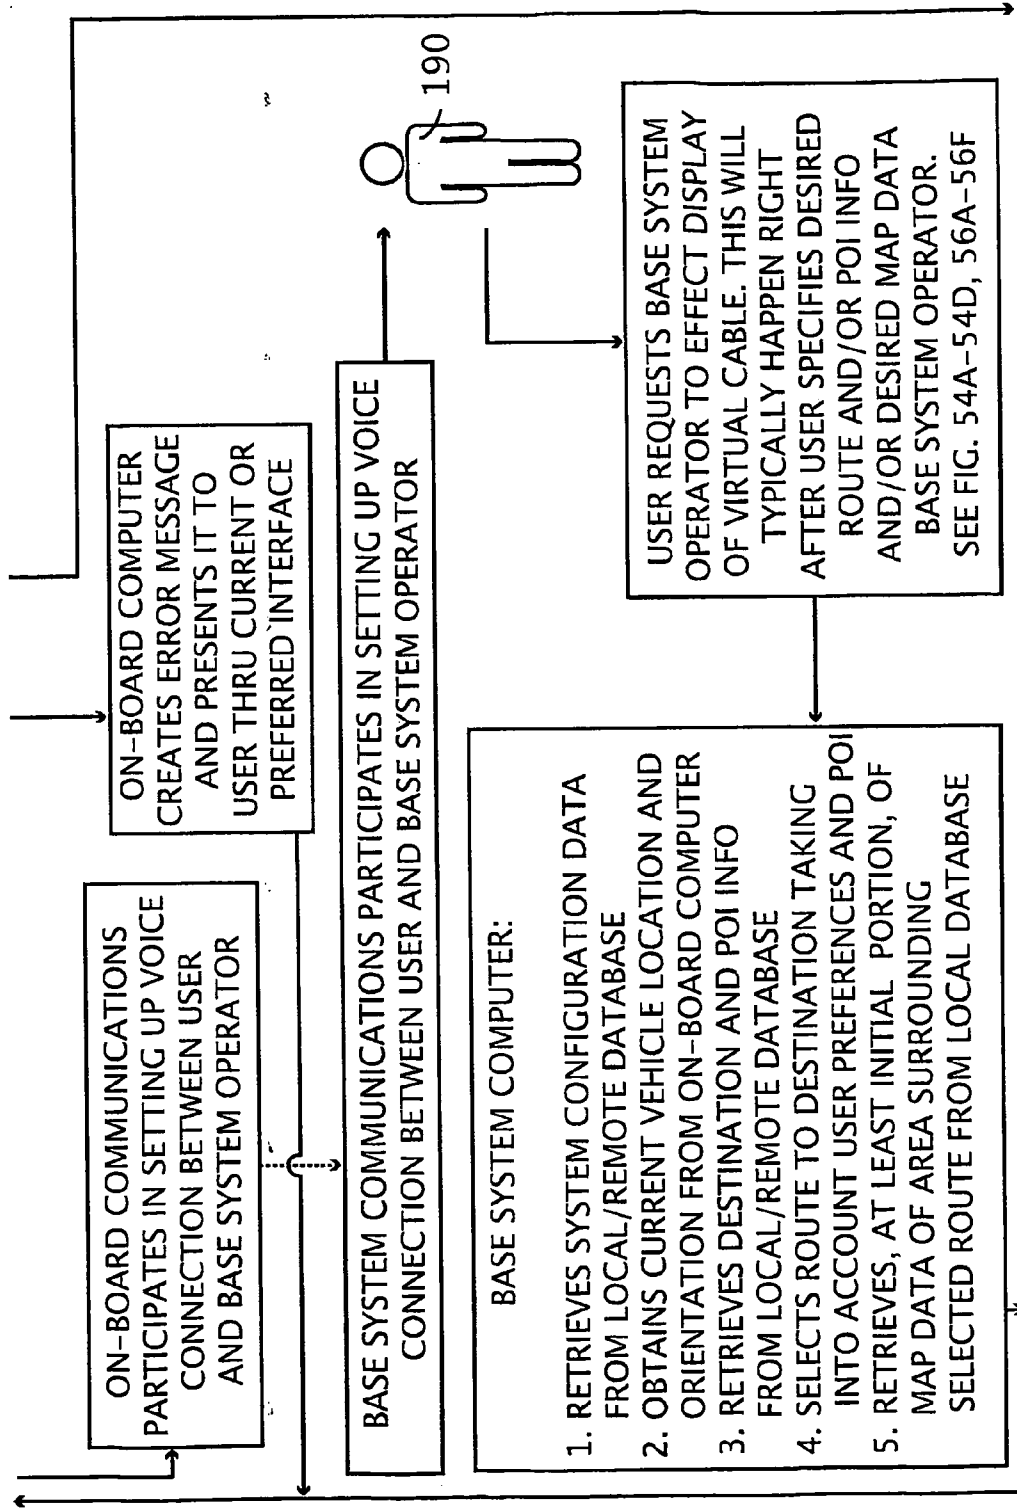 ON-BOARD COMMUNICATIONS
PARTICIPATES IN SETTING UP VOICE
CONNECTION BETWEEN USER
AND BASE SYSTEM OPERATOR
ON-BOARD COMPUTER
CREATES ERROR MESSAGE
AND PRESENTS IT TO
USER THRU CURRENT OR
PREFERRED INTERFACE
BASE SYSTEM COMMUNICATIONS PARTICIPATES IN SETTING UP VOICE
CONNECTION BETWEEN USER AND BASE SYSTEM OPERATOR
190
USER REQUESTS BASE SYSTEM
OPERATOR TO EFFECT DISPLAY
OF VIRTUAL CABLE. THIS WILL
TYPICALLY HAPPEN RIGHT
AFTER USER SPECIFIES DESIRED
ROUTE AND/OR POI INFO
AND/OR DESIRED MAP DATA
BASE SYSTEM OPERATOR.
SEE FIG. 54A-54D, 56A-56F
BASE SYSTEM COMPUTER:
1. RETRIEVES SYSTEM CONFIGURATION DATA
FROM LOCAL/REMOTE DATABASE
2. OBTAINS CURRENT VEHICLE LOCATION AND
ORIENTATION FROM ON-BOARD COMPUTER
3. RETRIEVES DESTINATION AND POI INFO
FROM LOCAL/REMOTE DATABASE
4. SELECTS ROUTE TO DESTINATION TAKING
INTO ACCOUNT USER PREFERENCES AND POI
5. RETRIEVES, AT LEAST INITIAL PORTION, OF
MAP DATA OF AREA SURROUNDING
SELECTED ROUTE FROM LOCAL DATABASE